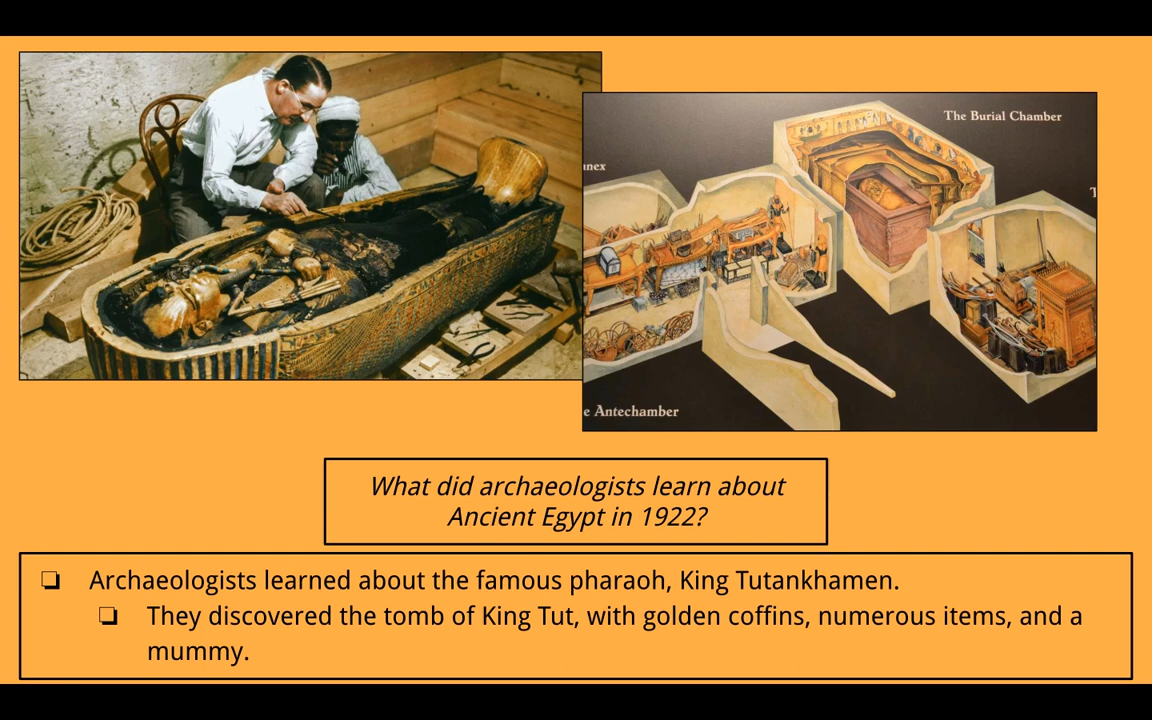 The Burial Chamber
nnex
T
e Antechamber
What did archaeologists learn about
Ancient Egypt in 1922?
❏ Archaeologists learned about the famous pharaoh, King Tutankhamen.
❏ They discovered the tomb of King Tut, with golden coffins, numerous items, and a
mummy.